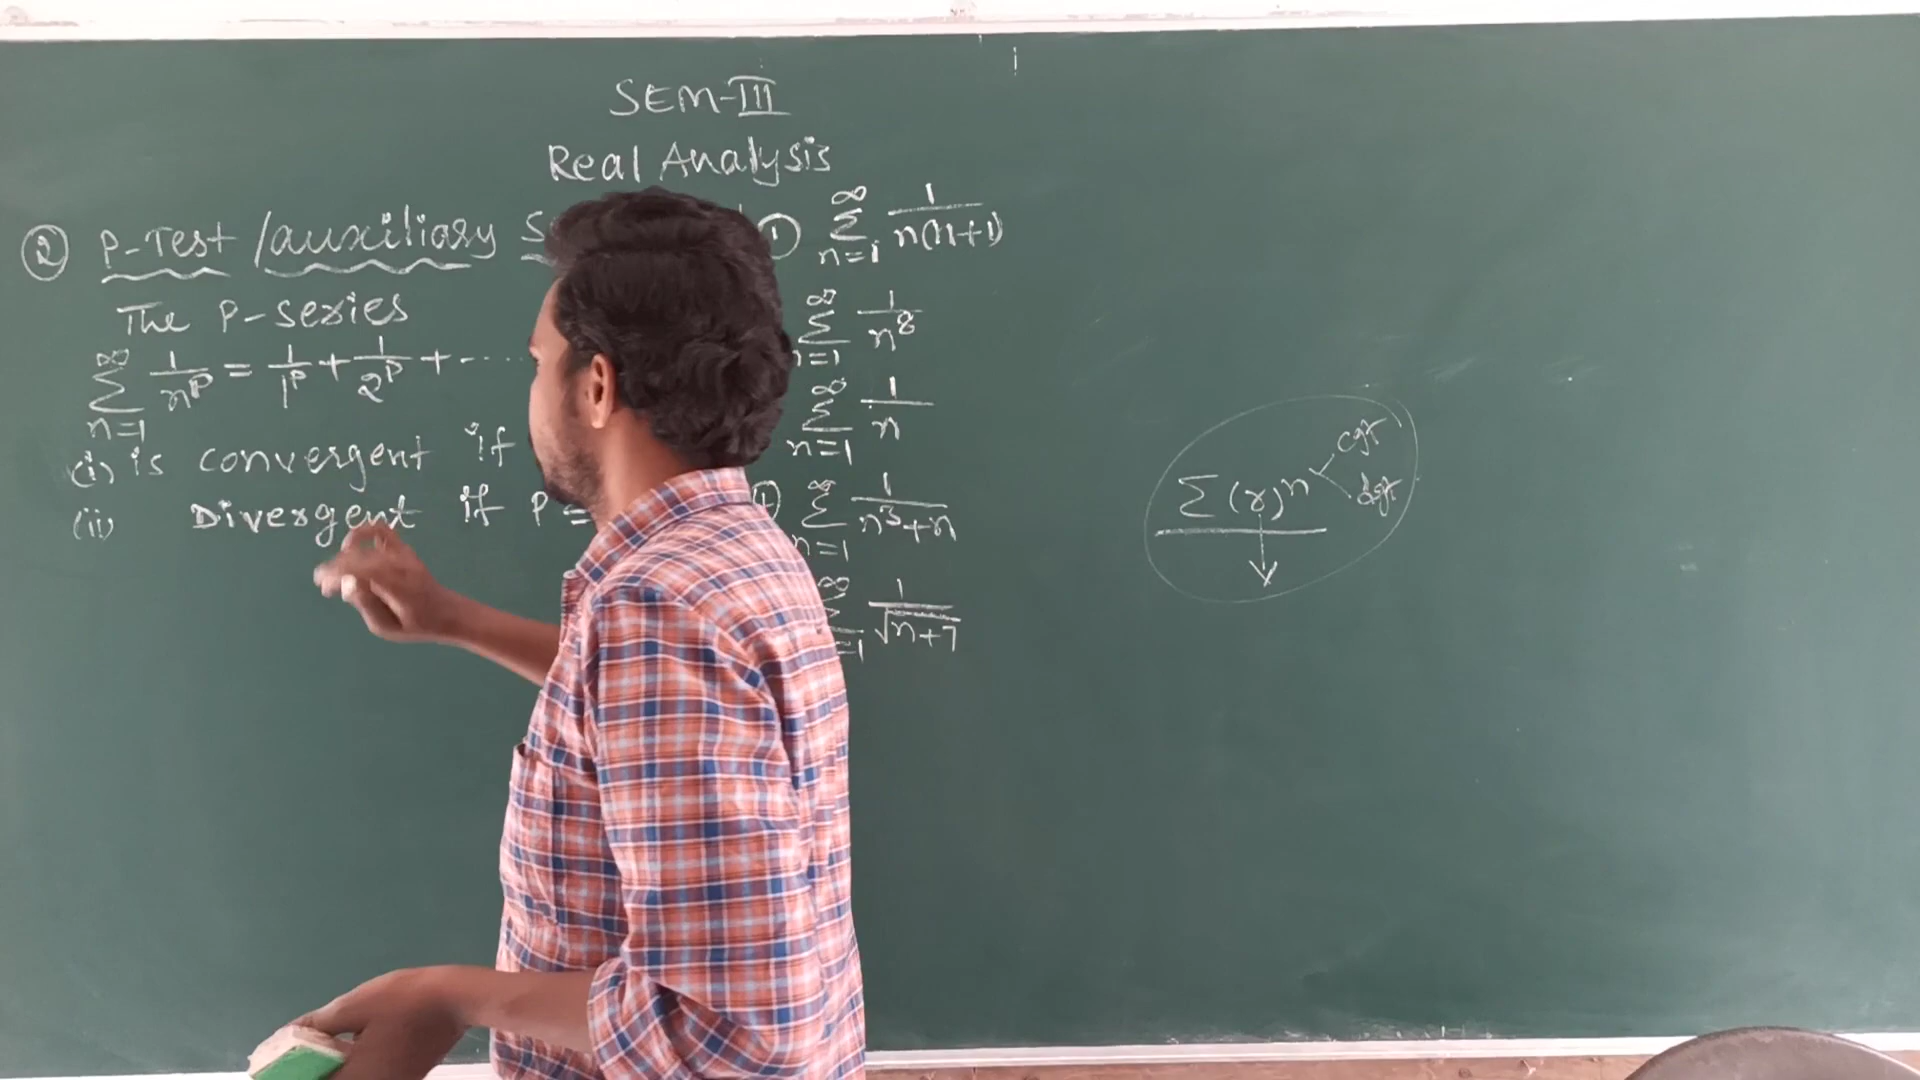 SEM-III
Real Analysis
② P-Test /auxiliary
The P-series
∞ ∑ n=1 1/n^P = 1/1^P + 1/2^P + ......
(i) is convergent if
(ii) Divergent if P =
① ∞ ∑ n=1 1/n(n+1)
∞ ∑ n=1 1/n^8
∞ ∑ n=1 1/n
∞ ∑ n=1 1/n^3+n
∞ ∑ =1 1/√n+7
∑(r)^n cgt
dgt